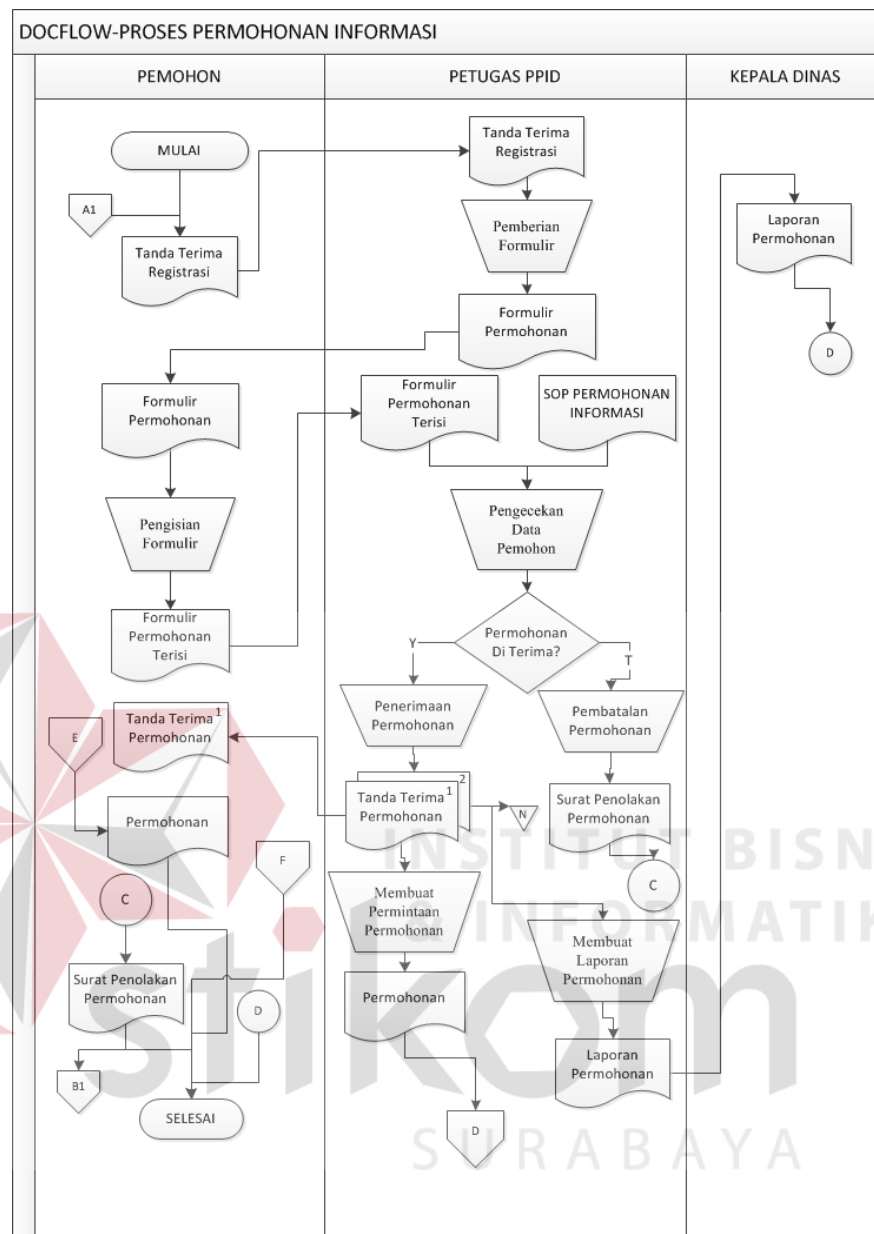 DOCFLOW-PROSES PERMOHONAN INFORMASI
PEMOHON
PETUGAS PPID
KEPALA DINAS
MULAI
A1
Tanda Terima
Registrasi
Tanda Terima
Registrasi
Pemberian
Formulir
Formulir
Permohonan
Laporan
Permohonan
D
Formulir
Permohonan
Pengisian
Formulir
Formulir
Permohonan
Terisi
Formulir
Permohonan
Terisi
SOP PERMOHONAN
INFORMASI
Pengecekan
Data
Pemohon
Permohonan
Di Terima?
Y
T
Penerimaan
Permohonan
Pembatalan
Permohonan
Tanda Terima 1
Permohonan
E
2
Tanda Terima 1
Permohonan
N
Surat Penolakan
Permohonan
C
Permohonan
F
C
Membuat
Permintaan
Permohonan
Membuat
Laporan
Permohonan
Surat Penolakan
Permohonan
D
Permohonan
Laporan
Permohonan
B1
SELESAI
D
INSTITUT BISN
& INFORMATIK
stikom
SURABAYA